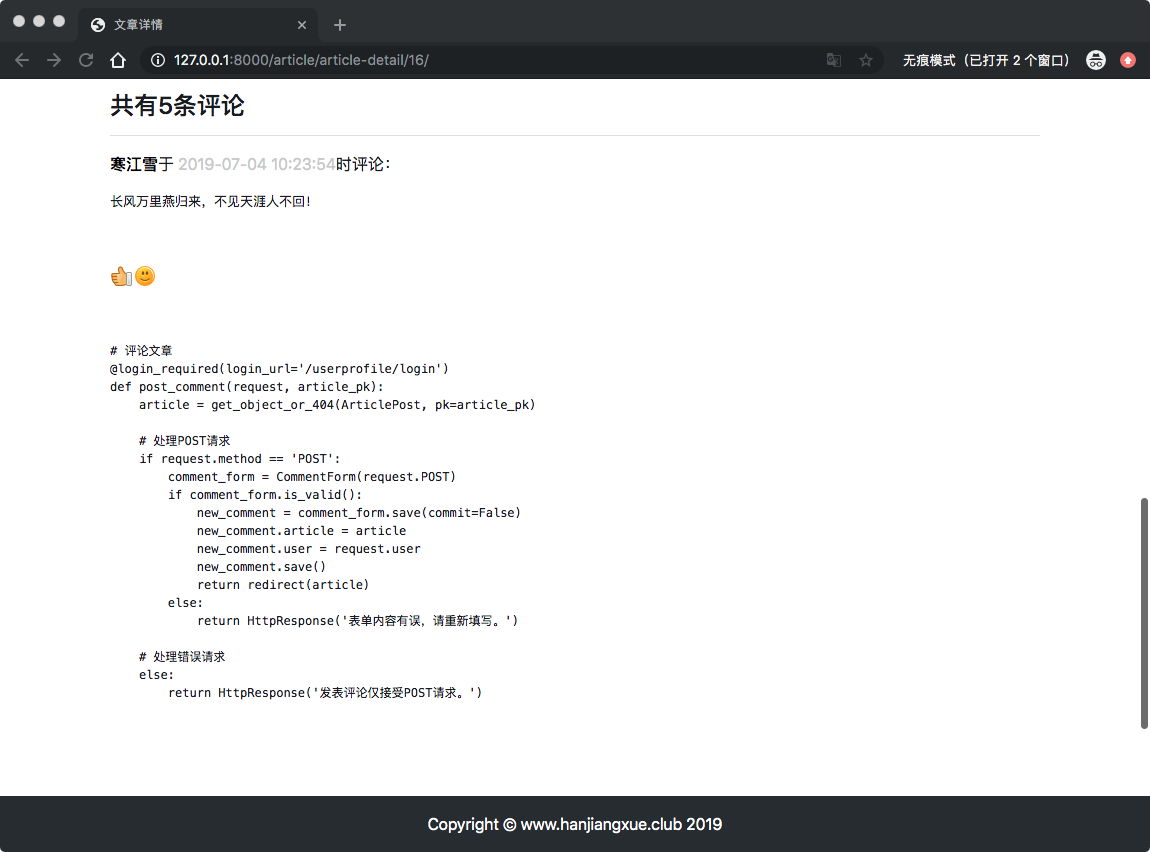 文章详情
127.0.0.1:8000/article/article-detail/16/
无痕模式（已打开 2 个窗口）
共有5条评论
寒江雪于 2019-07-04 10:23:54时评论：
长风万里燕归来，不见天涯人不回！
# 评论文章
@login_required(login_url='/userprofile/login')
def post_comment(request, article_pk):
    article = get_object_or_404(ArticlePost, pk=article_pk)
    # 处理POST请求
    if request.method == 'POST':
        comment_form = CommentForm(request.POST)
        if comment_form.is_valid():
            new_comment = comment_form.save(commit=False)
            new_comment.article = article
            new_comment.user = request.user
            new_comment.save()
            return redirect(article)
        else:
            return HttpResponse('表单内容有误，请重新填写。')
    # 处理错误请求
    else:
        return HttpResponse('发表评论仅接受POST请求。')
Copyright © www.hanjiangxue.club 2019